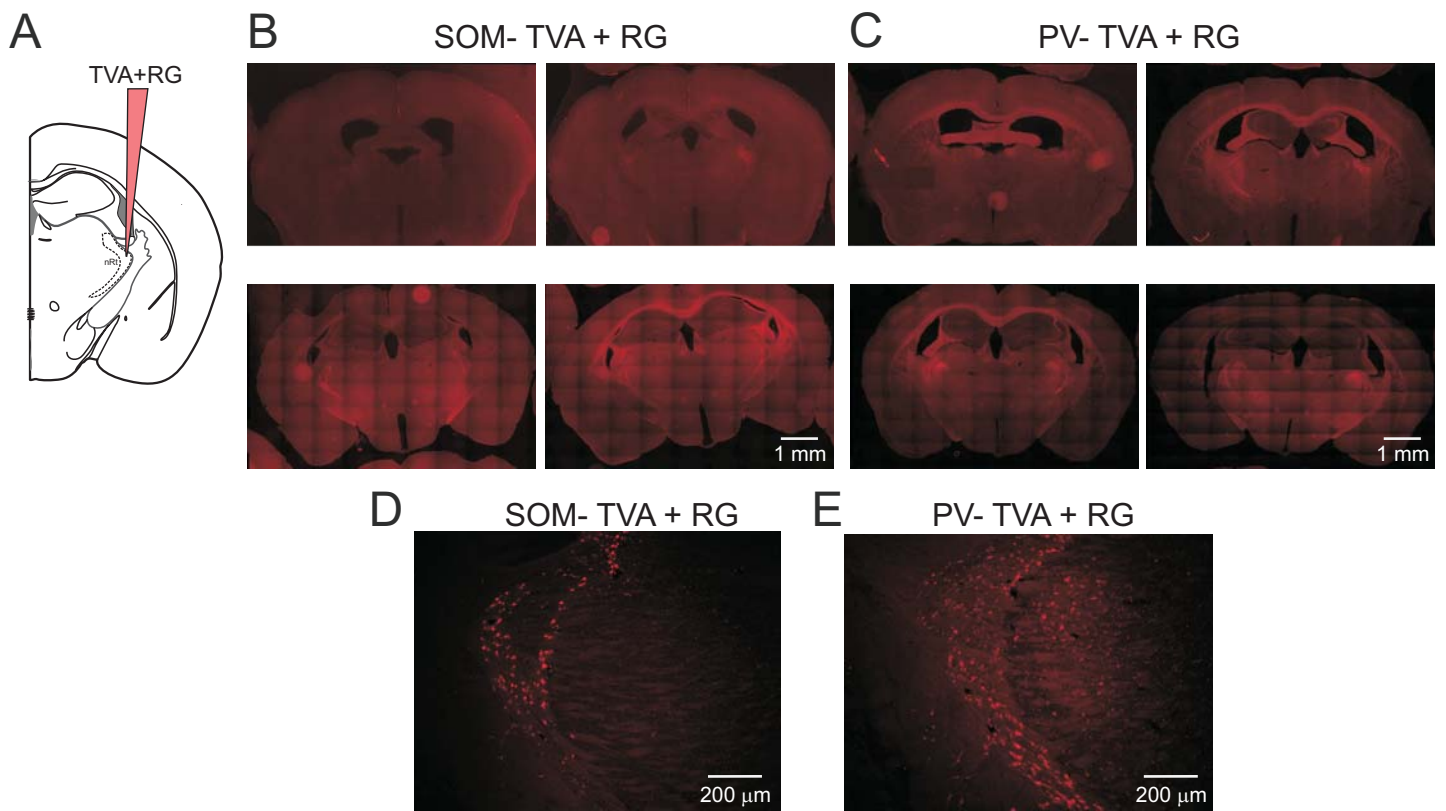 A
TVA+RG
nRt
B
SOM- TVA + RG
1 mm
C
PV- TVA + RG
1 mm
D
SOM- TVA + RG
200 μm
E
PV- TVA + RG
200 μm